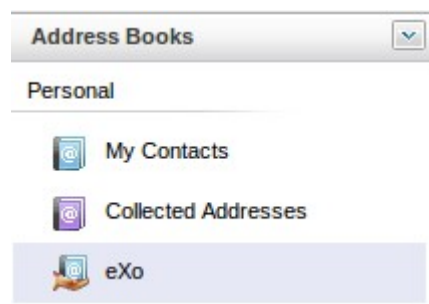 Address Books
Personal
My Contacts
Collected Addresses
eXo